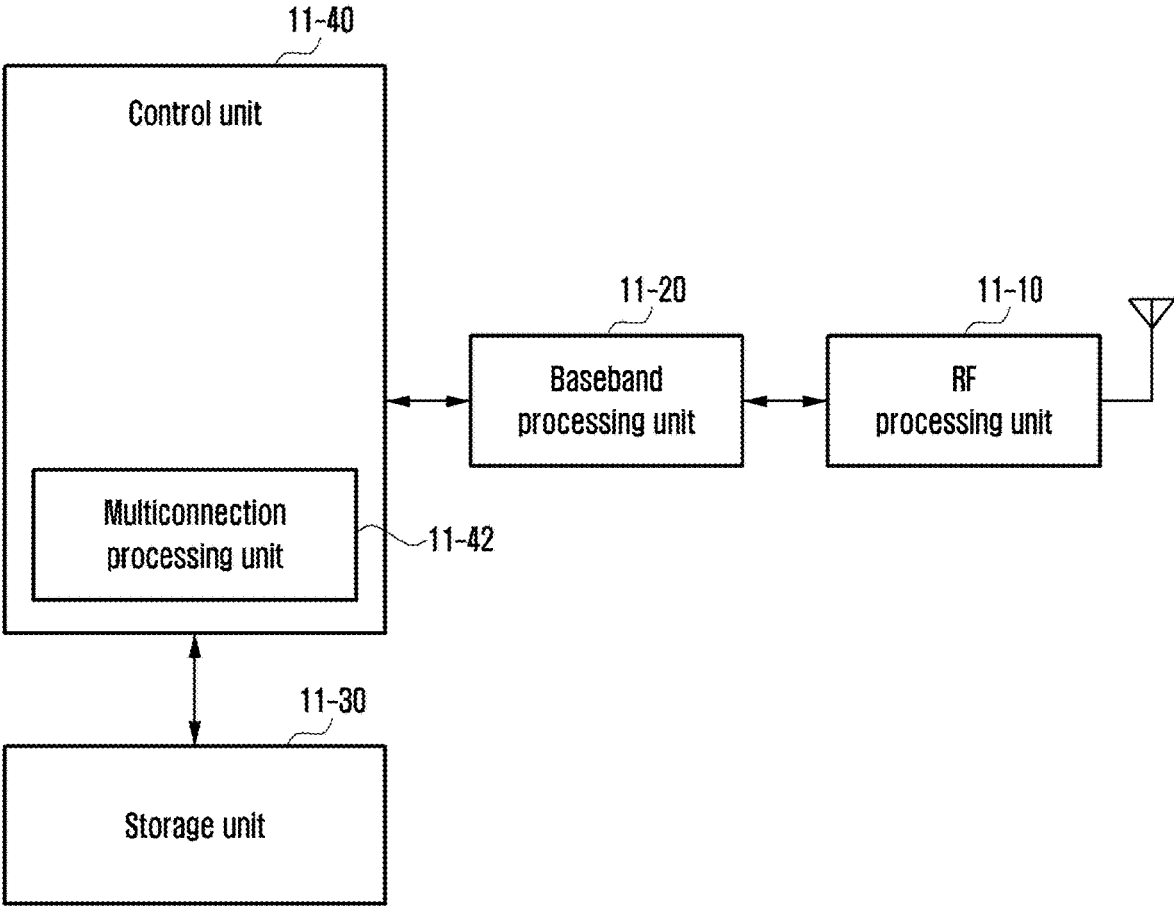 11-40
Control unit
11-20
11-10
Baseband
processing unit
RF
processing unit
Multiconnection
processing unit
11-42
11-30
Storage unit